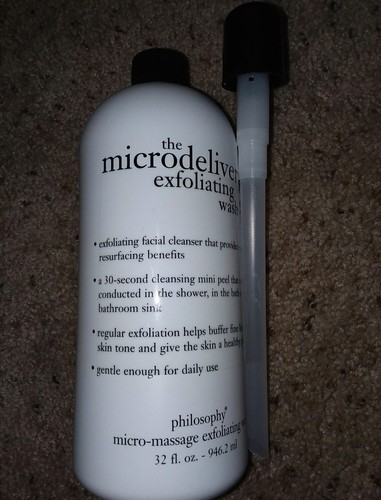 the
microdelivery
exfoliating
wash
• exfoliating facial cleanser that provides
resurfacing benefits
• a 30-second cleansing mini peel that
conducted in the shower, in the bath
bathroom sink
• regular exfoliation helps buffer fine
skin tone and give the skin a healthy
• gentle enough for daily use
philosophy®
micro-massage exfoliating
32 fl. oz. - 946.2 ml